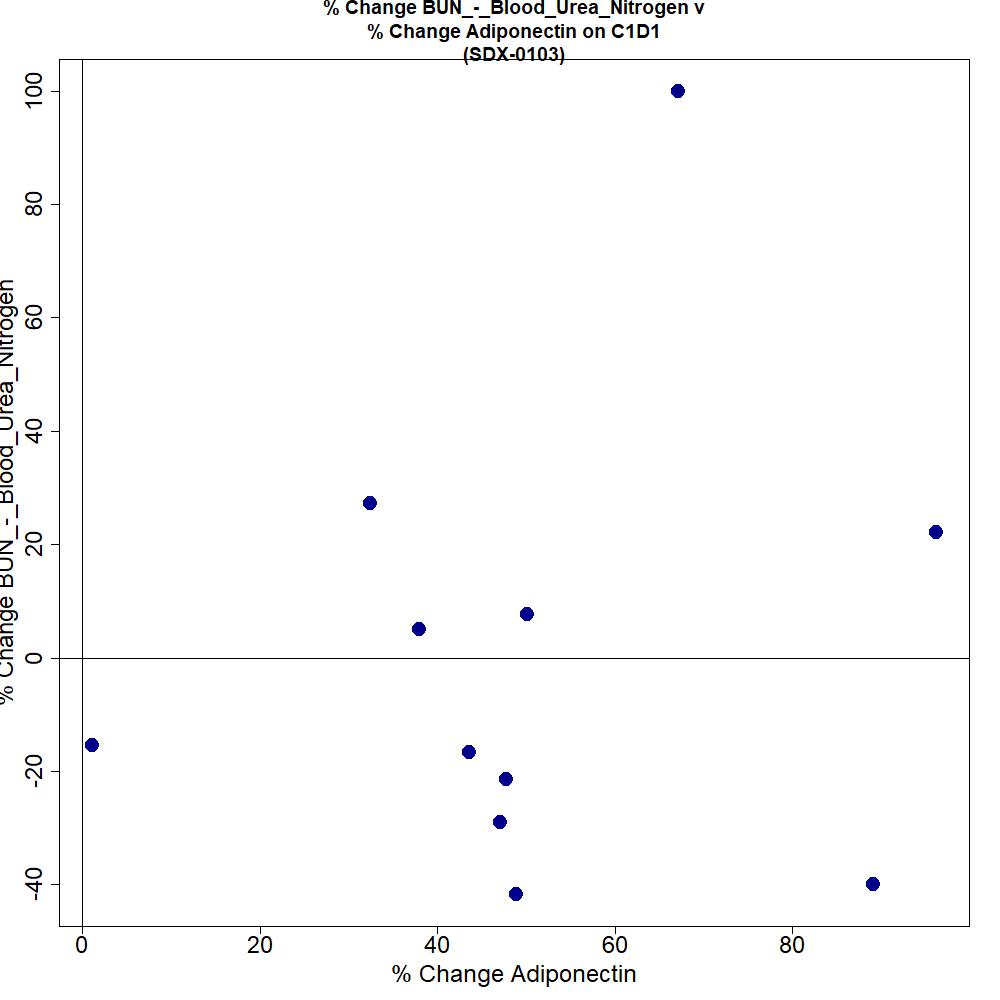 % Change BUN_-_Blood_Urea_Nitrogen v
% Change Adiponectin on C1D1
(SDX-0103)
% Change BUN_-_Blood_Urea_Nitrogen
100
80
60
40
20
0
-20
-40
0 20 40 60 80
% Change Adiponectin